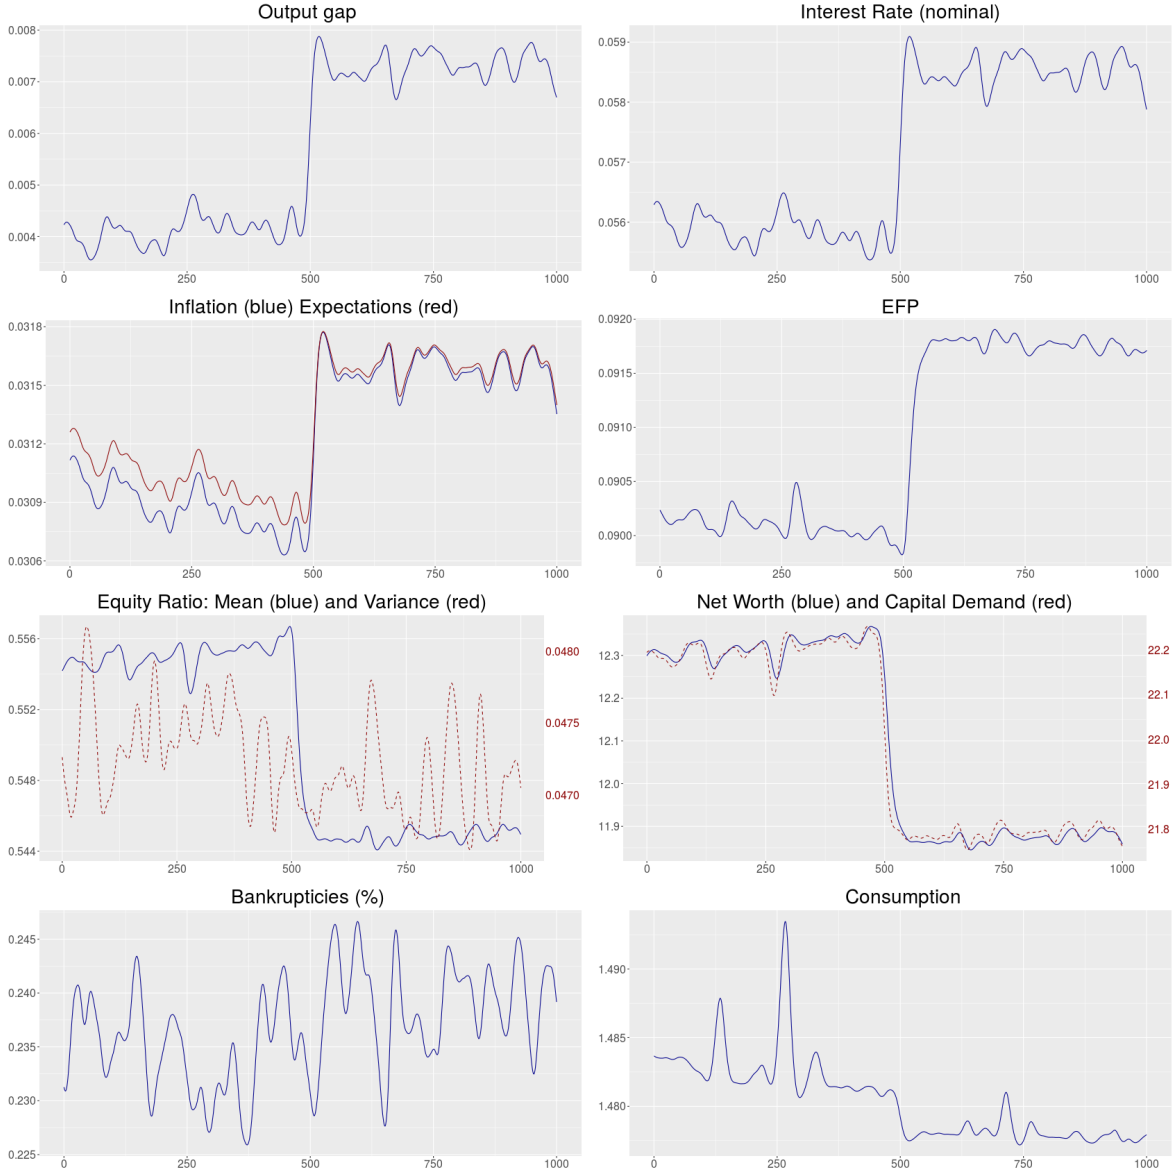 Output gap
0.008
0.007
0.006
0.005
0.004
0 250 500 750 1000
Interest Rate (nominal)
0.059
0.058
0.057
0.056
0 250 500 750 1000
Inflation (blue) Expectations (red)
0.0318
0.0315
0.0312
0.0309
0.0306
0 250 500 750 1000
EFP
0.0920
0.0915
0.0910
0.0905
0.0900
0 250 500 750 1000
Equity Ratio: Mean (blue) and Variance (red)
0.556
0.552
0.548
0.544
0.0480
0.0475
0.0470
0 250 500 750 1000
Net Worth (blue) and Capital Demand (red)
12.3
12.2
12.1
12.0
11.9
22.2
22.1
22.0
21.9
21.8
0 250 500 750 1000
Bankrupticies (%)
0.245
0.240
0.235
0.230
0.225
0 250 500 750 1000
Consumption
1.490
1.485
1.480
0 250 500 750 1000